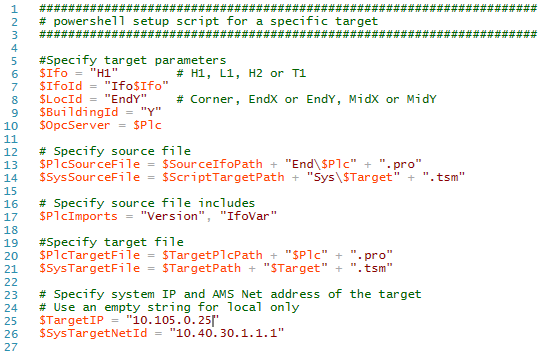 1 ######################################################################
2 # powershell setup script for a specific target
3 ######################################################################
4
5 #Specify target parameters
6 $Ifo = "H1" # H1, L1, H2 or T1
7 $IfoId = "Ifo$Ifo"
8 $LocId = "EndY" # Corner, EndX or EndY, MidX or MidY
9 $BuildingId = "Y"
10 $OpcServer = $Plc
11
12 # Specify source file
13 $PlcSourceFile = $SourceIfoPath + "End\$Plc" + ".pro"
14 $SysSourceFile = $ScriptTargetPath + "Sys\$Target" + ".tsm"
15
16 # Specify source file includes
17 $PlcImports = "Version", "IfoVar"
18
19 #Specify target file
20 $PlcTargetFile = $TargetPlcPath + "$Plc" + ".pro"
21 $SysTargetFile = $TargetPath + "$Target" + ".tsm"
22
23 # Specify system IP and AMS Net address of the target
24 # Use an empty string for local only
25 $TargetIP = "10.105.0.25"
26 $SysTargetNetId = "10.40.30.1.1.1"
27